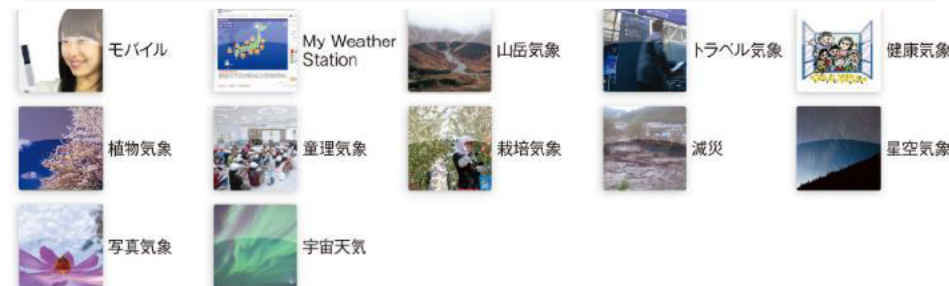 モバイル
My Weather
Station
山岳気象
トラベル気象
健康気象
植物気象
童理気象
栽培気象
減災
星空気象
写真気象
宇宙天気